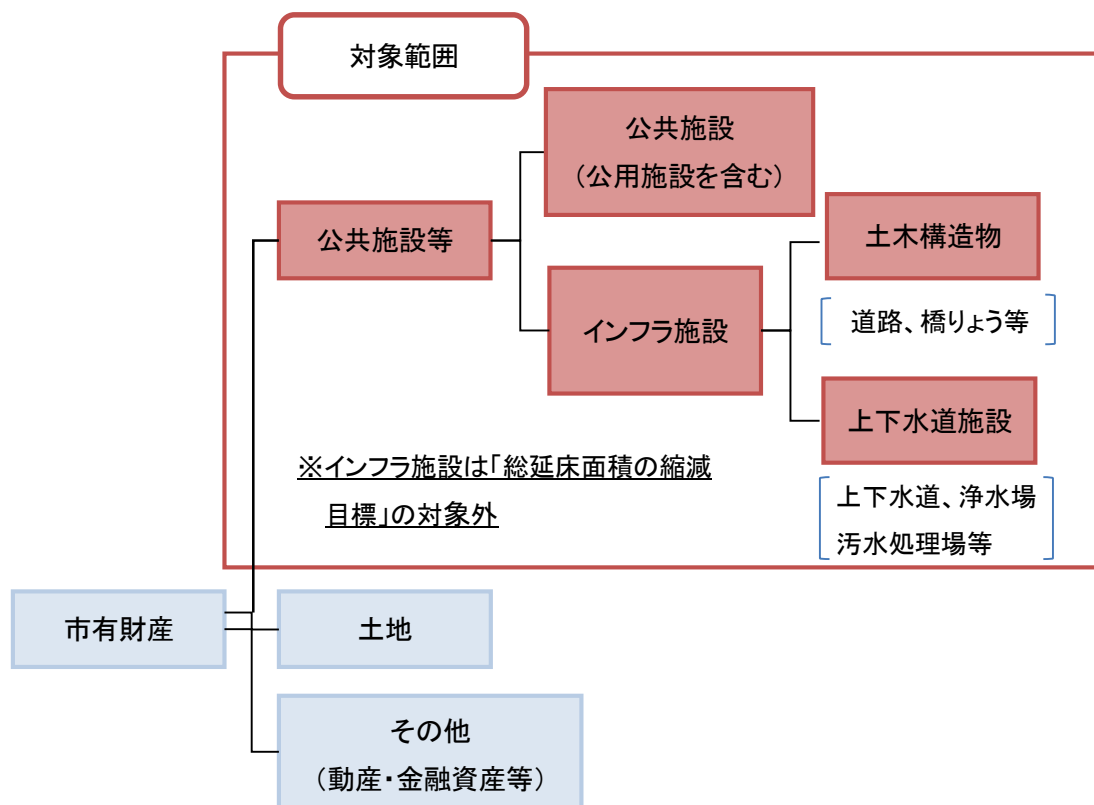 対象範囲
公共施設
（公用施設を含む）
公共施設等
土木構造物
道路、橋りょう等
インフラ施設
上下水道施設
上下水道、浄水場
汚水処理場等
※インフラ施設は「総延床面積の縮減
目標」の対象外
市有財産
土地
その他
（動産・金融資産等）